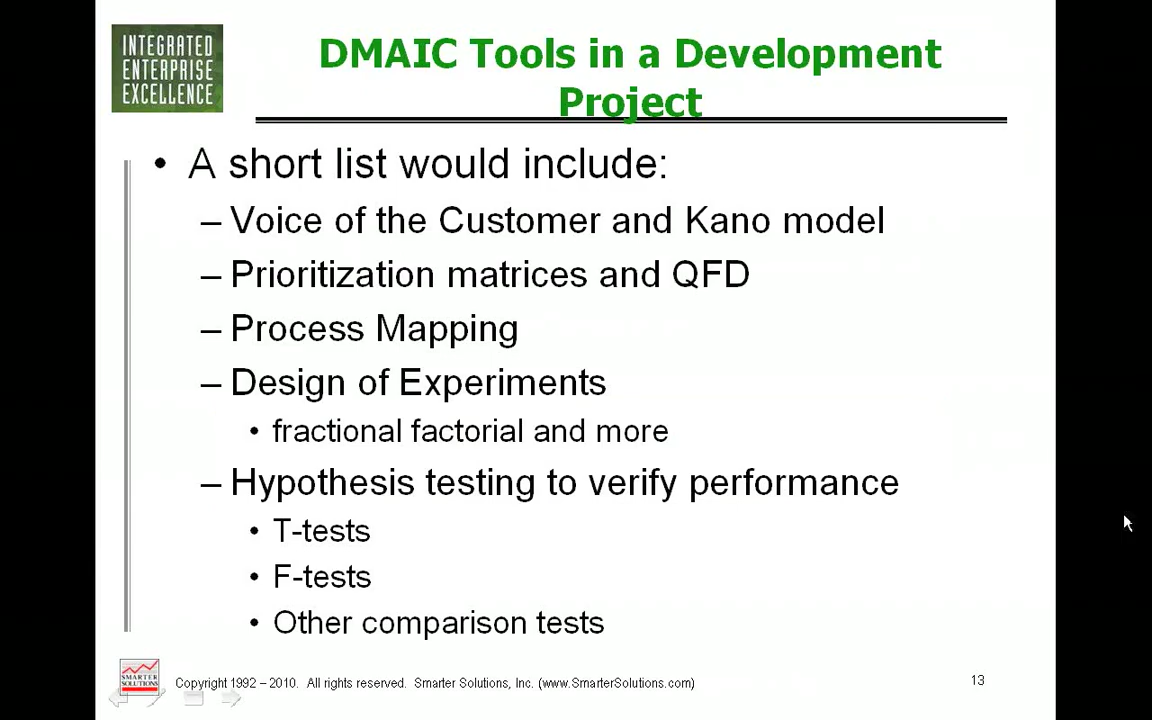 INTEGRATED
ENTERPRISE
EXCELLENCE
DMAIC Tools in a Development
Project
• A short list would include:
– Voice of the Customer and Kano model
– Prioritization matrices and QFD
– Process Mapping
– Design of Experiments
• fractional factorial and more
– Hypothesis testing to verify performance
• T-tests
• F-tests
• Other comparison tests
SMARTER
SOLUTIONS
Copyright 1992 – 2010. All rights reserved. Smarter Solutions, Inc. (www.SmarterSolutions.com)
13